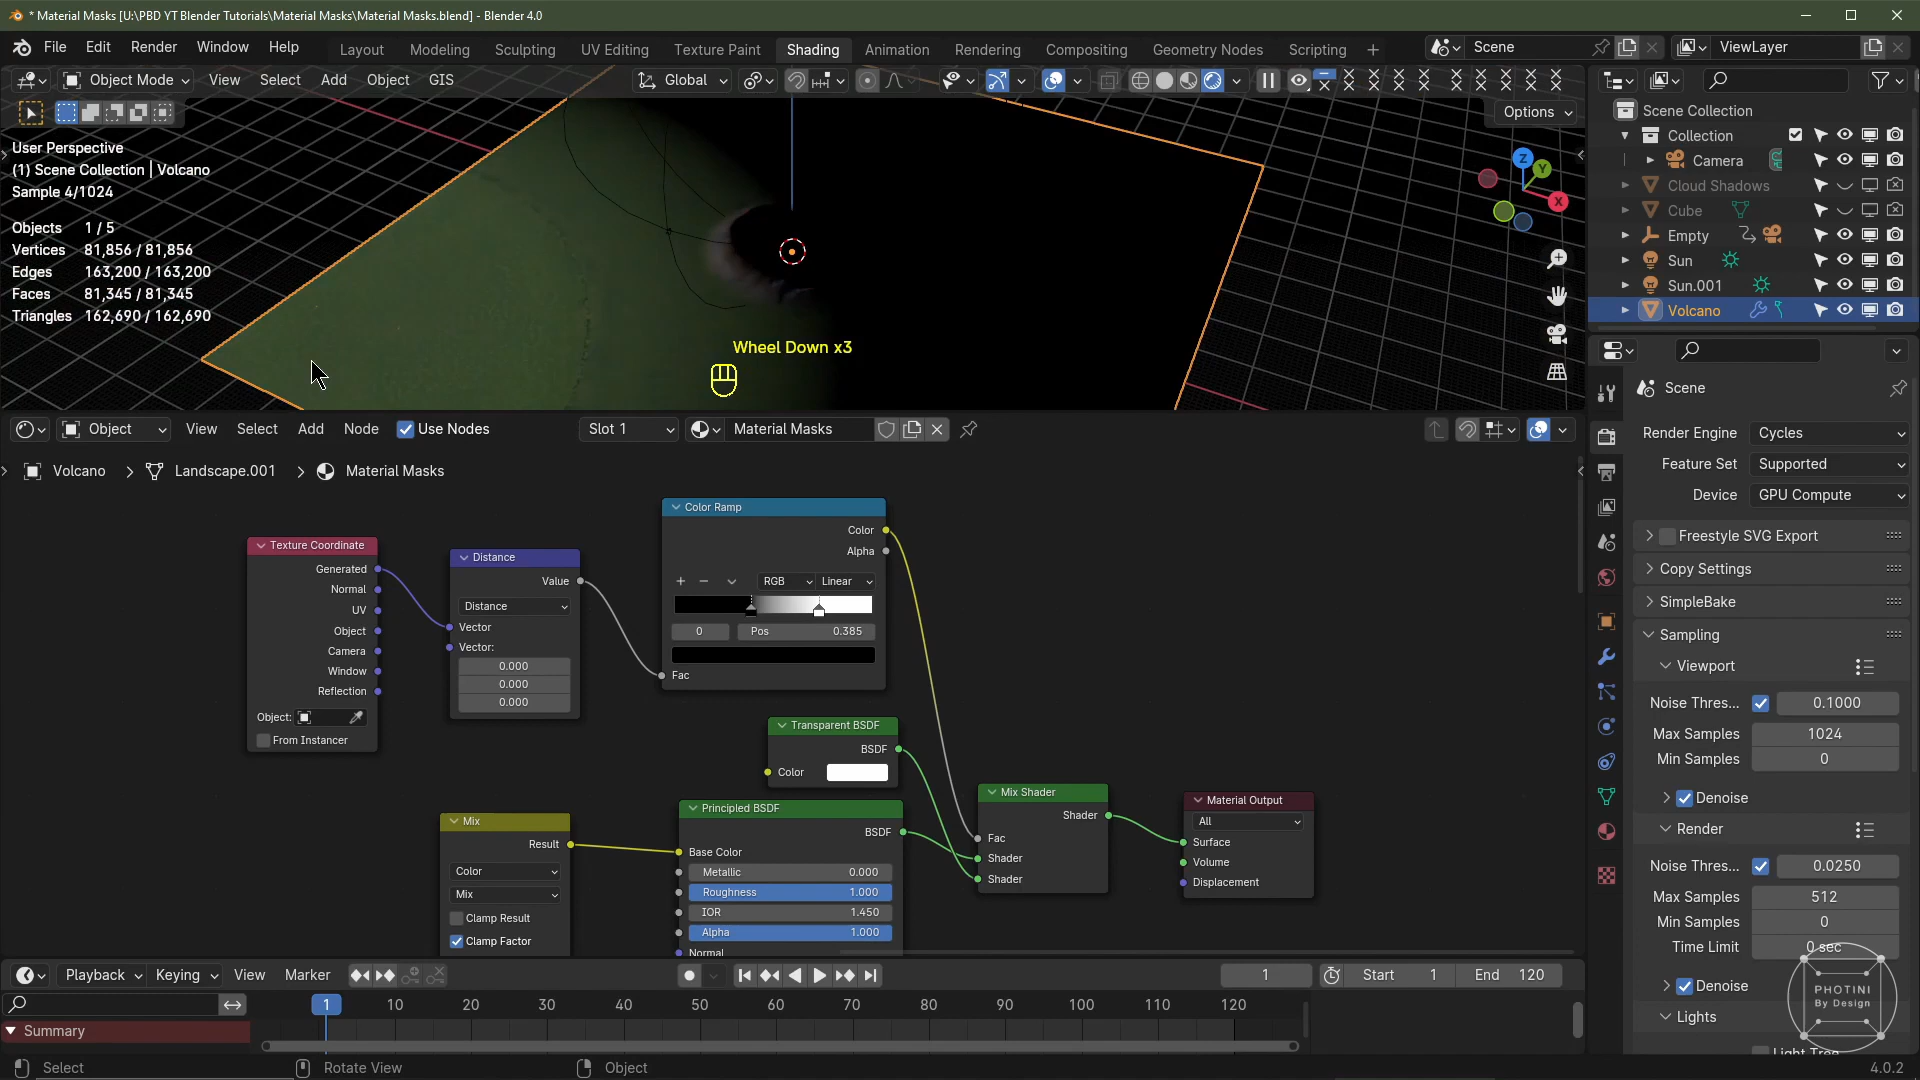 * Material Masks [U:\PBD YT Blender Tutorials\Material Masks\Material Masks.blend] - Blender 4.0
File Edit Render Window Help Layout Modeling Sculpting UV Editing Texture Paint Shading Animation Rendering Compositing Geometry Nodes Scripting + Scene ViewLayer
Object Mode View Select Add Object GIS Global
Options
User Perspective
(1) Scene Collection | Volcano
Sample 4/1024
Objects 1 / 5
Vertices 81,856 / 81,856
Edges 163,200 / 163,200
Faces 81,345 / 81,345
Triangles 162,690 / 162,690
Z
Y
X
Wheel Down x3
Scene Collection
Collection
Camera
Cloud Shadows
Cube
Empty
Sun
Sun.001
Volcano
Object View Select Add Node Use Nodes Slot 1 Material Masks
Volcano > Landscape.001 > Material Masks
Texture Coordinate
Generated
Normal
UV
Object
Camera
Window
Reflection
Object:
From Instancer
Distance
Value
Distance
Vector
Vector:
0.000
0.000
0.000
Color Ramp
Color
Alpha
+ − RGB Linear
0 Pos 0.385
Fac
Transparent BSDF
BSDF
Color
Mix
Result
Color
Mix
Clamp Result
Clamp Factor
Principled BSDF
BSDF
Base Color
Metallic 0.000
Roughness 1.000
IOR 1.450
Alpha 1.000
Normal
Mix Shader
Shader
Fac
Shader
Shader
Material Output
All
Surface
Volume
Displacement
Scene
Render Engine Cycles
Feature Set Supported
Device GPU Compute
Freestyle SVG Export
Copy Settings
SimpleBake
Sampling
Viewport
Noise Thres... 0.1000
Max Samples 1024
Min Samples 0
Denoise
Render
Noise Thres... 0.0250
Max Samples 512
Min Samples 0
Time Limit 0 sec
Denoise
Lights
Light Tree
PHOTINI
By Design
Playback Keying View Marker 1 Start 1 End 120
1 10 20 30 40 50 60 70 80 90 100 110 120
Summary
Select Rotate View Object 4.0.2